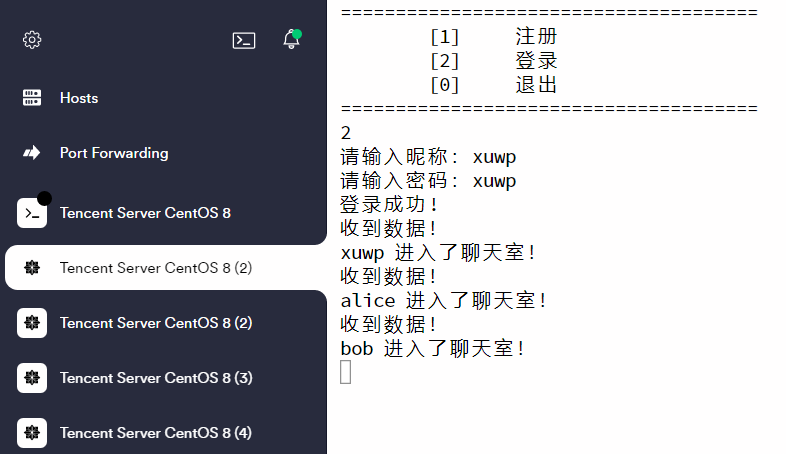 Hosts
Port Forwarding
Tencent Server CentOS 8
Tencent Server CentOS 8 (2)
Tencent Server CentOS 8 (2)
Tencent Server CentOS 8 (3)
Tencent Server CentOS 8 (4)
======================================
[1] 注册
[2] 登录
[0] 退出
======================================
2
请输入昵称: xuwp
请输入密码: xuwp
登录成功!
收到数据!
xuwp 进入了聊天室!
收到数据!
alice 进入了聊天室!
收到数据!
bob 进入了聊天室!